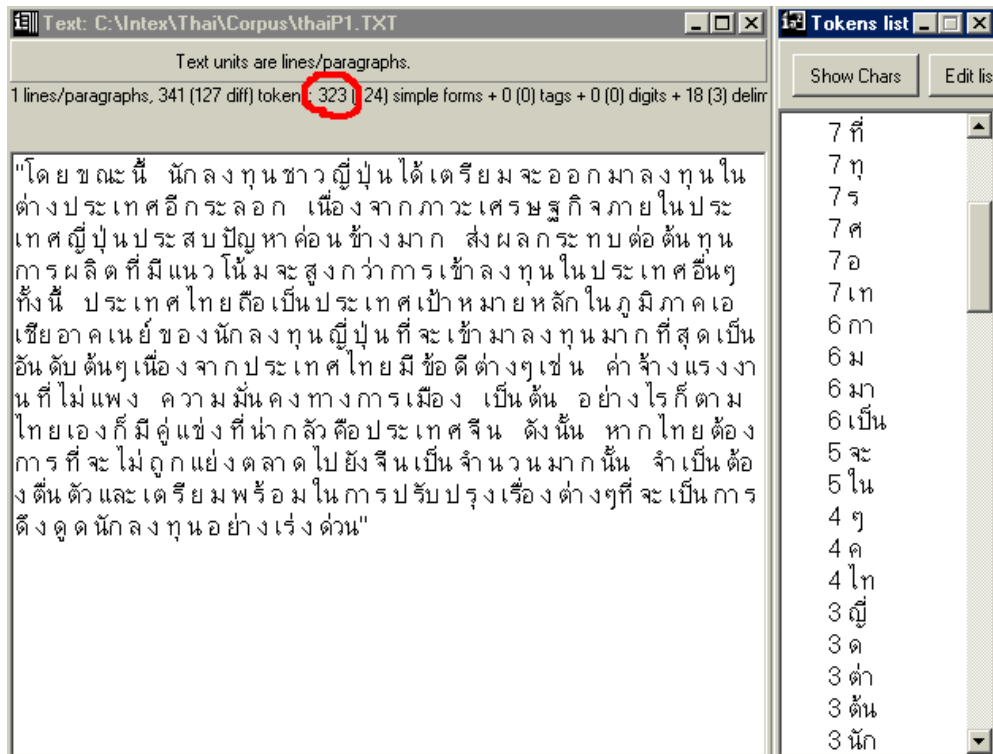 Text: C:\Intex\Thai\Corpus\thaiP1.TXT
Text units are lines/paragraphs.
1 lines/paragraphs, 341 (127 diff) token 323 24) simple forms + 0 (0) tags + 0 (0) digits + 18 (3) delim
"โดยขณะนี้ นักลงทุนชาวญี่ปุ่นได้เตรียมจะออกมาลงทุนใน
ต่างประเทศอีกระลอก เนื่องจากภาวะเศรษฐกิจภายในประ
เทศญี่ปุ่นประสบปัญหาค่อนข้างมาก ส่งผลกระทบต่อต้นทุน
การผลิตที่มีแนวโน้มจะสูงกว่าการเข้าลงทุนในประเทศอื่นๆ
ทั้งนี้ ประเทศไทยถือเป็นประเทศเป้าหมายหลักในภูมิภาคเอ
เชียอาคเนย์ของนักลงทุนญี่ปุ่นที่จะเข้ามาลงทุนมากที่สุดเป็น
อันดับต้นๆเนื่องจากประเทศไทยมีข้อดีต่างๆเช่น ค่าจ้างแรงงา
นที่ไม่แพง ความมั่นคงทางการเมือง เป็นต้น อย่างไรก็ตาม
ไทยเองก็มีคู่แข่งที่น่ากลัวคือประเทศจีน ดังนั้น หากไทยต้อง
การที่จะไม่ถูกแย่งตลาดไปยังจีนเป็นจำนวนมากนั้น จำเป็นต้อ
งตื่นตัวและเตรียมพร้อมในการปรับปรุงเรื่องต่างๆที่จะเป็นการ
ดึงดูดนักลงทุนอย่างเร่งด่วน"
Tokens list
Show Chars
Edit lis
7 ที่
7 ทุ
7 ร
7 ศ
7 อ
7 เท
6 กา
6 ม
6 มา
6 เป็น
5 จะ
5 ใน
4 ๆ
4 ค
4 ไท
3 ญี่
3 ด
3 ต่า
3 ต้น
3 นัก